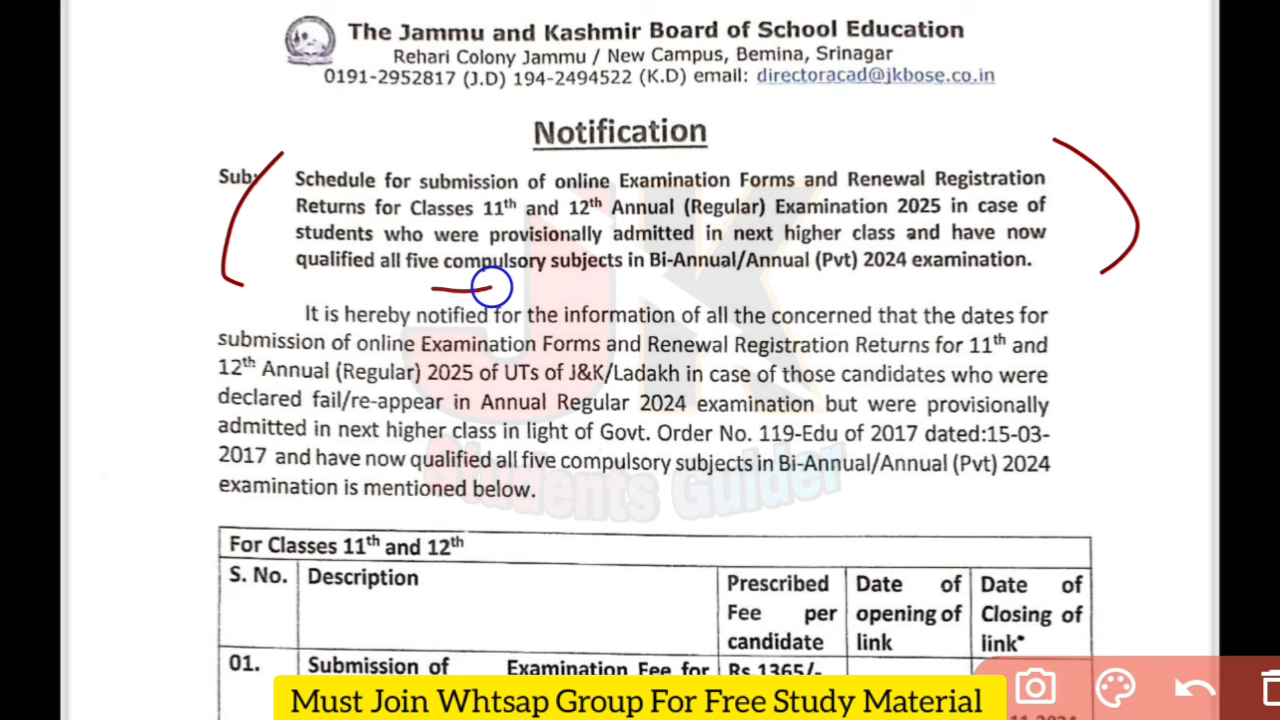 The Jammu and Kashmir Board of School Education
Rehari Colony Jammu / New Campus, Bemina, Srinagar
0191-2952817 (J.D) 194-2494522 (K.D) email: directoracad@jkbose.co.in
Notification
Sub: Schedule for submission of online Examination Forms and Renewal Registration
Returns for Classes 11th and 12th Annual (Regular) Examination 2025 in case of
students who were provisionally admitted in next higher class and have now
qualified all five compulsory subjects in Bi-Annual/Annual (Pvt) 2024 examination.
It is hereby notified for the information of all the concerned that the dates for
submission of online Examination Forms and Renewal Registration Returns for 11th and
12th Annual (Regular) 2025 of UTs of J&K/Ladakh in case of those candidates who were
declared fail/re-appear in Annual Regular 2024 examination but were provisionally
admitted in next higher class in light of Govt. Order No. 119-Edu of 2017 dated:15-03-
2017 and have now qualified all five compulsory subjects in Bi-Annual/Annual (Pvt) 2024
examination is mentioned below.
JK
Students Guider
For Classes 11th and 12th
S. No. Description Prescribed Date of Date of
Fee per opening of Closing of
candidate link link*
01. Submission of Examination Fee for Rs 1365/-
Must Join Whtsap Group For Free Study Material